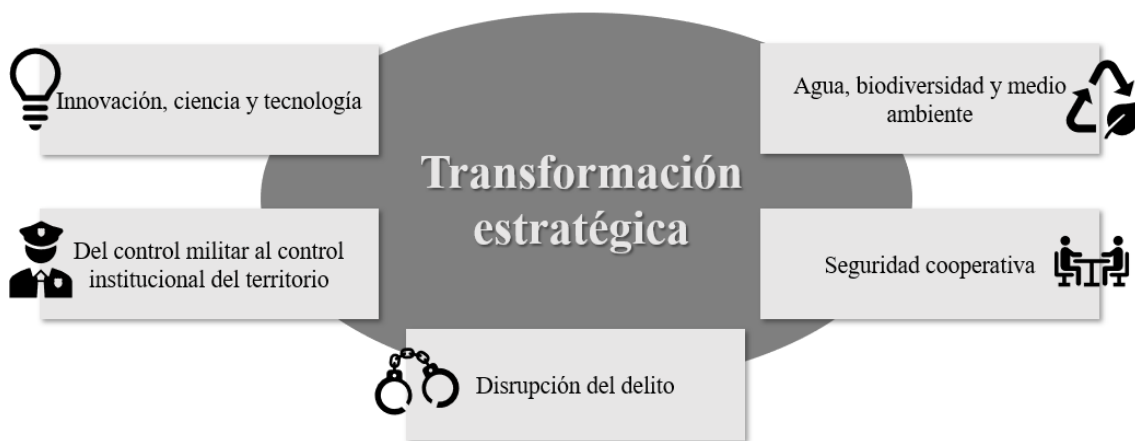 Innovación, ciencia y tecnología
Agua, biodiversidad y medio
ambiente
Transformación
estratégica
Del control militar al control
institucional del territorio
Seguridad cooperativa
Disrupción del delito